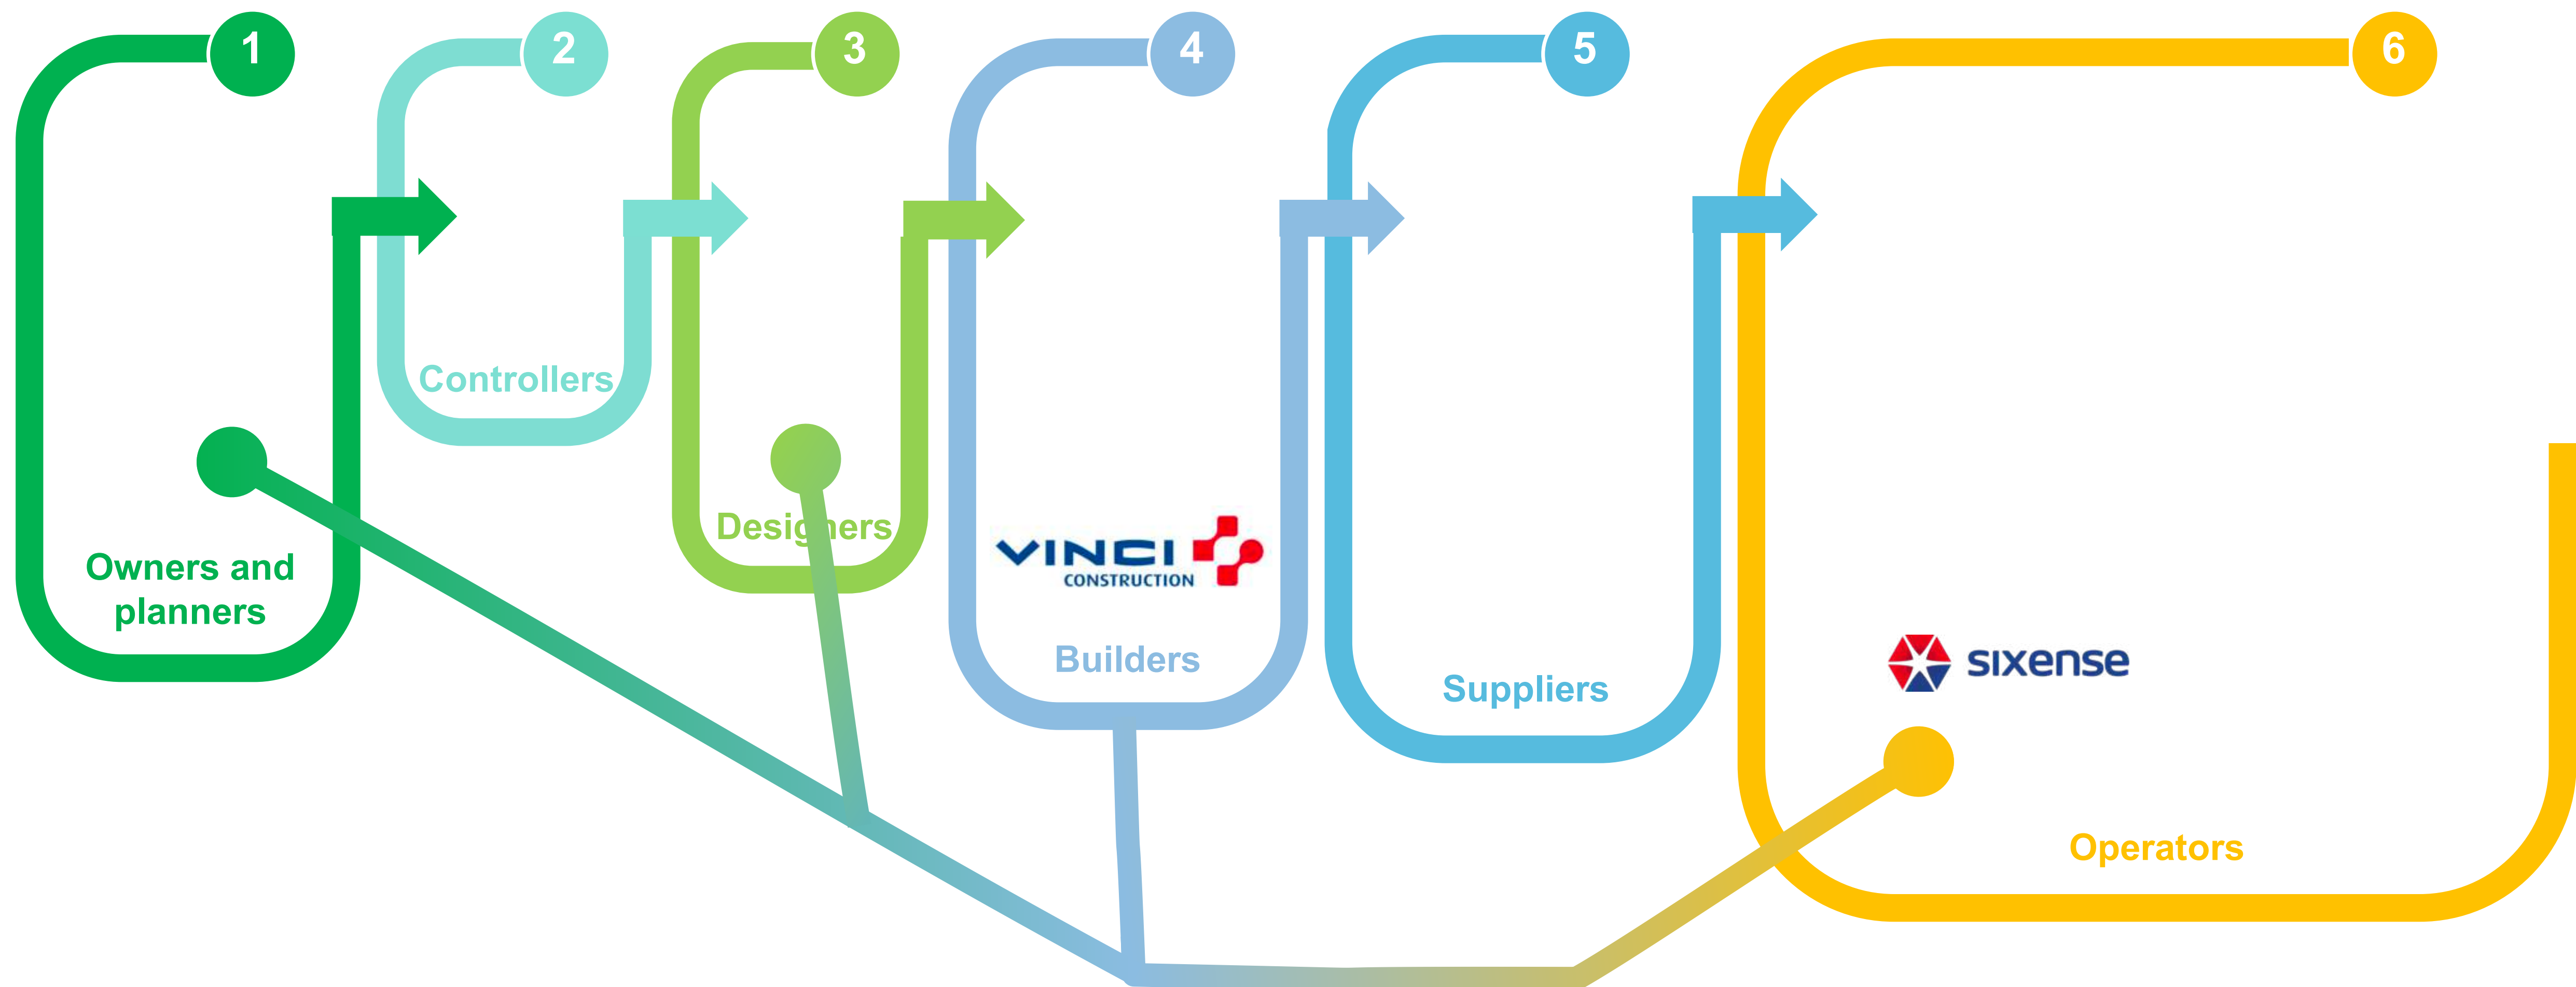 1
2
3
4
5
6
Controllers
Designers
Owners and
planners
VINCI
CONSTRUCTION
Builders
sixense
Suppliers
Operators